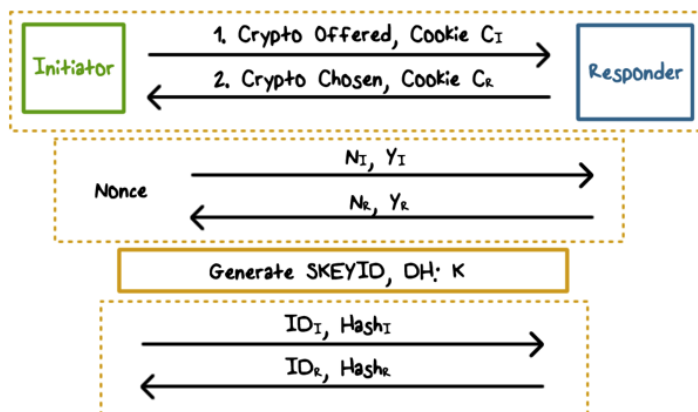 1. Crypto Offered, Cookie CI
Initiator
Responder
2. Crypto Chosen, Cookie CR
NI, YI
Nonce
NR, YR
Generate SKEYID, DH: K
IDI, HashI
IDR, HashR